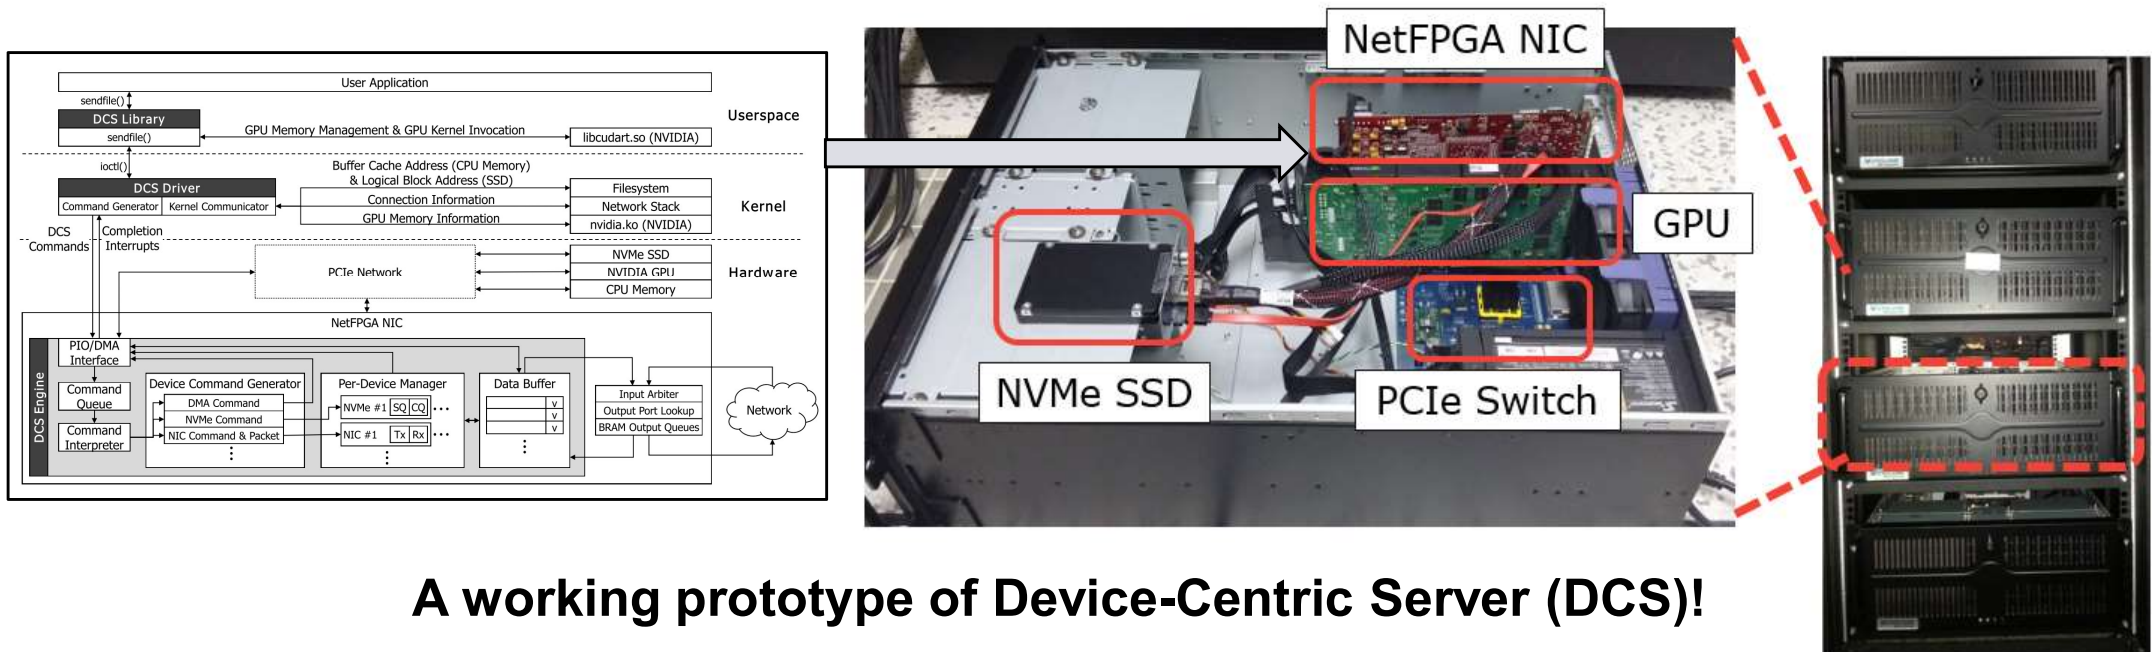 User Application
sendfile()
DCS Library
sendfile()
GPU Memory Management & GPU Kernel Invocation
libcudart.so (NVIDIA)
Userspace
ioctl()
Buffer Cache Address (CPU Memory)
& Logical Block Address (SSD)
DCS Driver
Command Generator
Kernel Communicator
Connection Information
GPU Memory Information
Filesystem
Network Stack
nvidia.ko (NVIDIA)
Kernel
DCS
Commands
Completion
Interrupts
PCIe Network
NVMe SSD
NVIDIA GPU
CPU Memory
Hardware
NetFPGA NIC
DCS Engine
PIO/DMA
Interface
Command
Queue
Command
Interpreter
Device Command Generator
DMA Command
NVMe Command
NIC Command & Packet
Per-Device Manager
NVMe #1 SQ CQ
NIC #1 Tx Rx
Data Buffer
v
v
v
Input Arbiter
Output Port Lookup
BRAM Output Queues
Network
NetFPGA NIC
GPU
NVMe SSD
PCIe Switch
A working prototype of Device-Centric Server (DCS)!